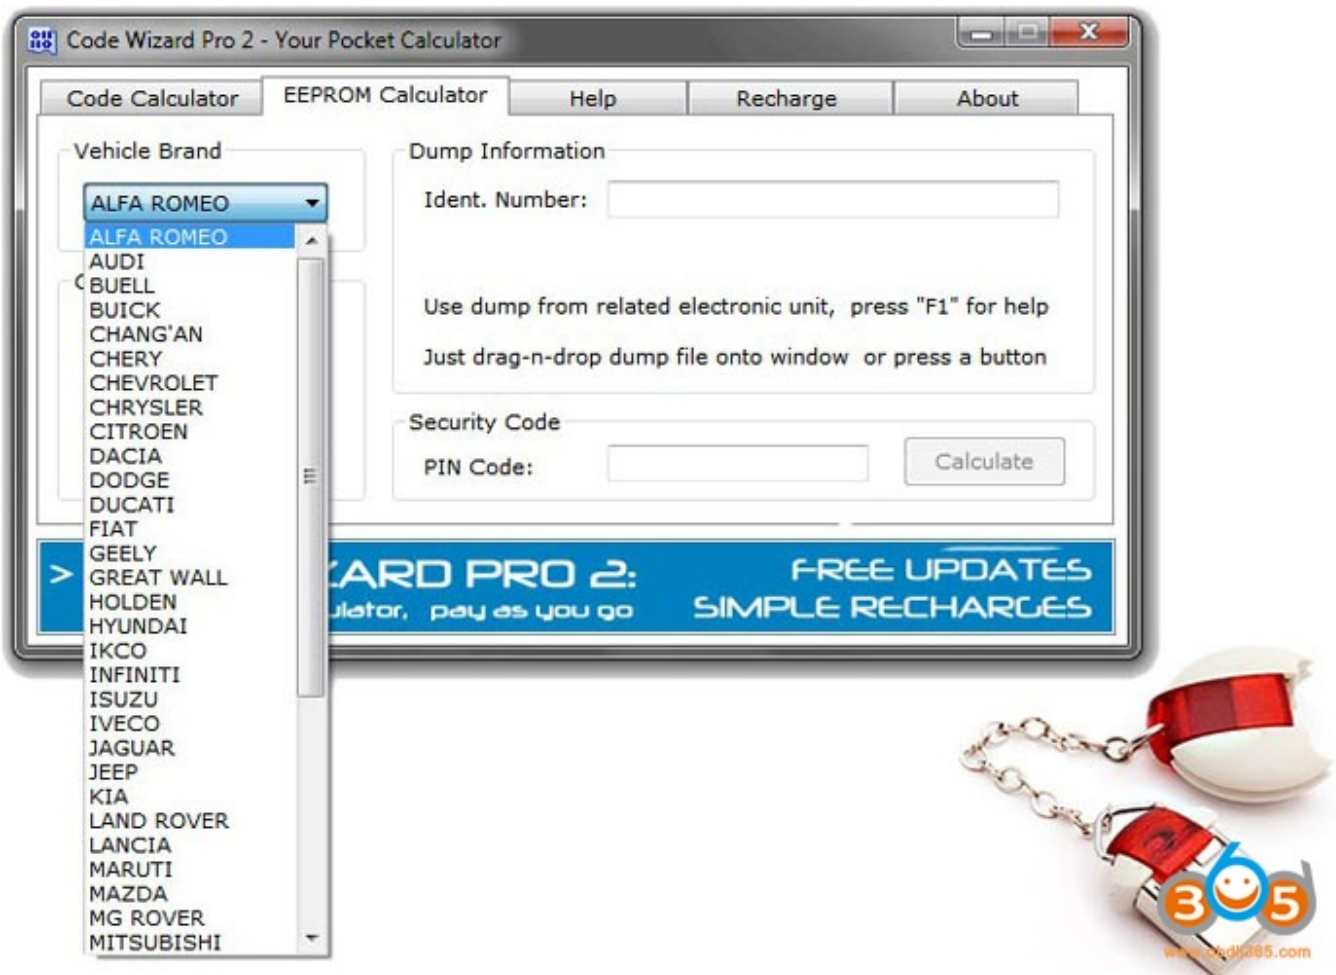 Code Wizard Pro 2 - Your Pocket Calculator
Code Calculator
EEPROM Calculator
Help
Recharge
About
Vehicle Brand
ALFA ROMEO
ALFA ROMEO
AUDI
BUELL
BUICK
CHANG'AN
CHERY
CHEVROLET
CHRYSLER
CITROEN
DACIA
DODGE
DUCATI
FIAT
GEELY
GREAT WALL
HOLDEN
HYUNDAI
IKCO
INFINITI
ISUZU
IVECO
JAGUAR
JEEP
KIA
LAND ROVER
LANCIA
MARUTI
MAZDA
MG ROVER
MITSUBISHI
Dump Information
Ident. Number:
Use dump from related electronic unit, press "F1" for help
Just drag-n-drop dump file onto window or press a button
Security Code
PIN Code:
Calculate
PRO 2:
pay as you go
FREE UPDATES
SIMPLE RECHARGES
365
www.obdii365.com